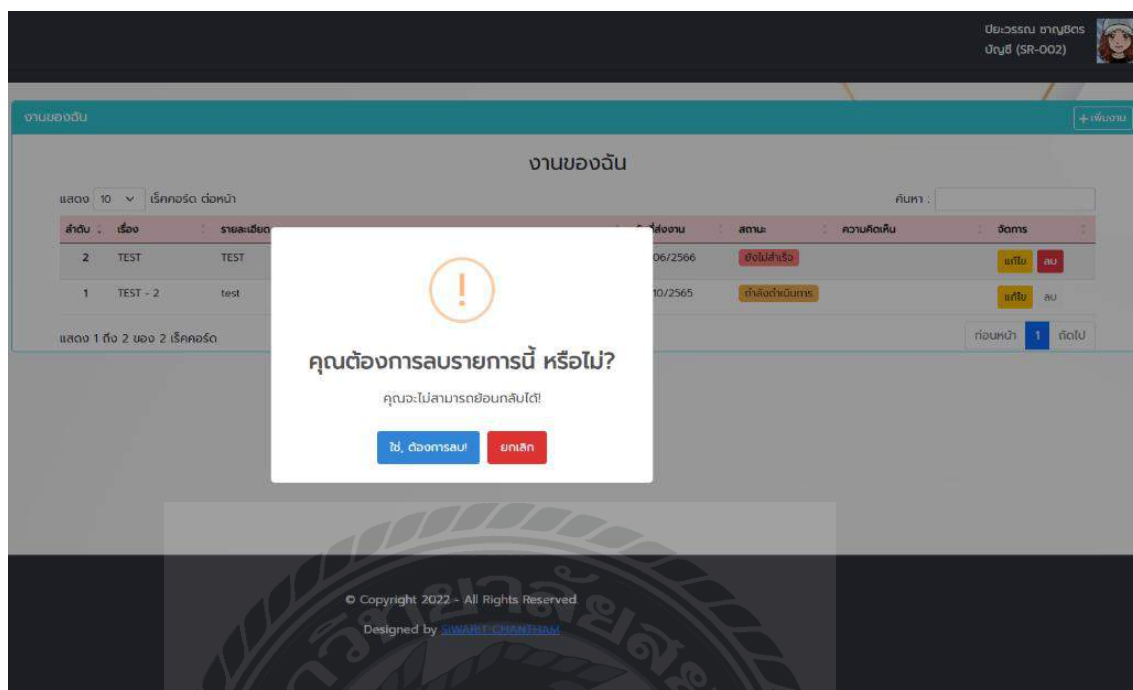 ปิยะวรรณ ชาญชิตร
บัญชี (SR-002)
งานของฉัน
+ เพิ่มงาน
งานของฉัน
แสดง 10 เร็คคอร์ด ต่อหน้า
ค้นหา :
ลำดับ เรื่อง รายละเอียด ที่ส่งงาน สถานะ ความคิดเห็น จัดการ
2 TEST TEST 06/2566 ยังไม่สำเร็จ แก้ไข ลบ
1 TEST - 2 test 10/2565 กำลังดำเนินการ แก้ไข ลบ
แสดง 1 ถึง 2 ของ 2 เร็คคอร์ด
ก่อนหน้า 1 ถัดไป
!
คุณต้องการลบรายการนี้ หรือไม่?
คุณจะไม่สามารถย้อนกลับได้!
ใช่, ต้องการลบ!
ยกเลิก
© Copyright 2022 - All Rights Reserved
Designed by SIWARIT CHANTHAM